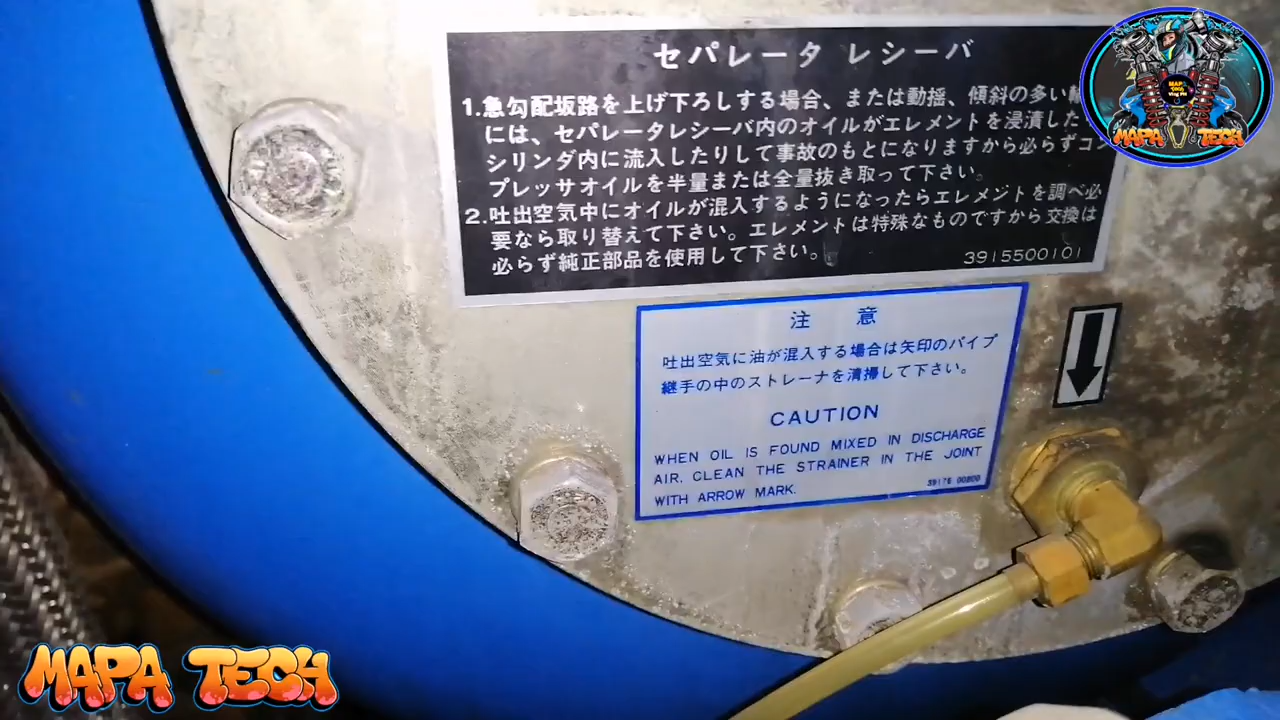 セパレータ レシーバ
1.急勾配坂路を上げ下ろしする場合、または動揺、傾斜の多い
には、セパレータレシーバ内のオイルがエレメントを浸漬した
シリンダ内に流入したりして事故のもとになりますから必らずコン
プレッサオイルを半量または全量抜き取って下さい。
2.吐出空気中にオイルが混入するようになったらエレメントを調べ必
要なら取り替えて下さい。エレメントは特殊なものですから交換は
必らず純正部品を使用して下さい。
3915500101
注 意
吐出空気に油が混入する場合は矢印のパイプ
継手の中のストレーナを清掃して下さい。
CAUTION
WHEN OIL IS FOUND MIXED IN DISCHARGE
AIR, CLEAN THE STRAINER IN THE JOINT
WITH ARROW MARK.
39176 00800
MAPA TECH
MAPA TECH